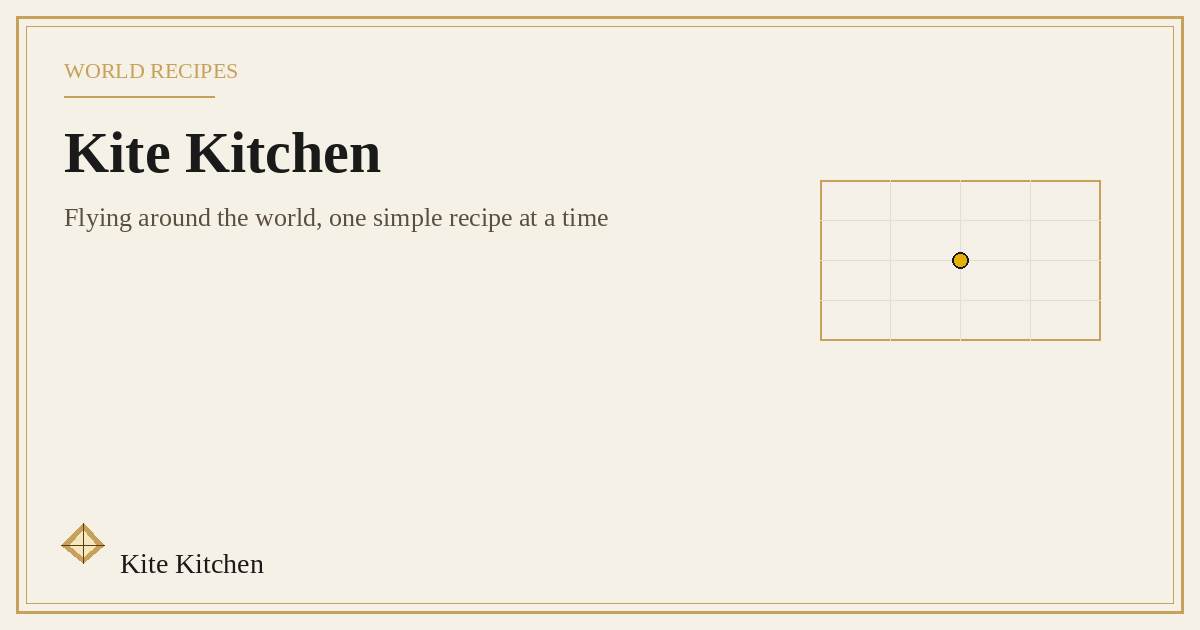 WORLD RECIPES
Kite Kitchen
Flying around the world, one simple recipe at a time
Kite Kitchen